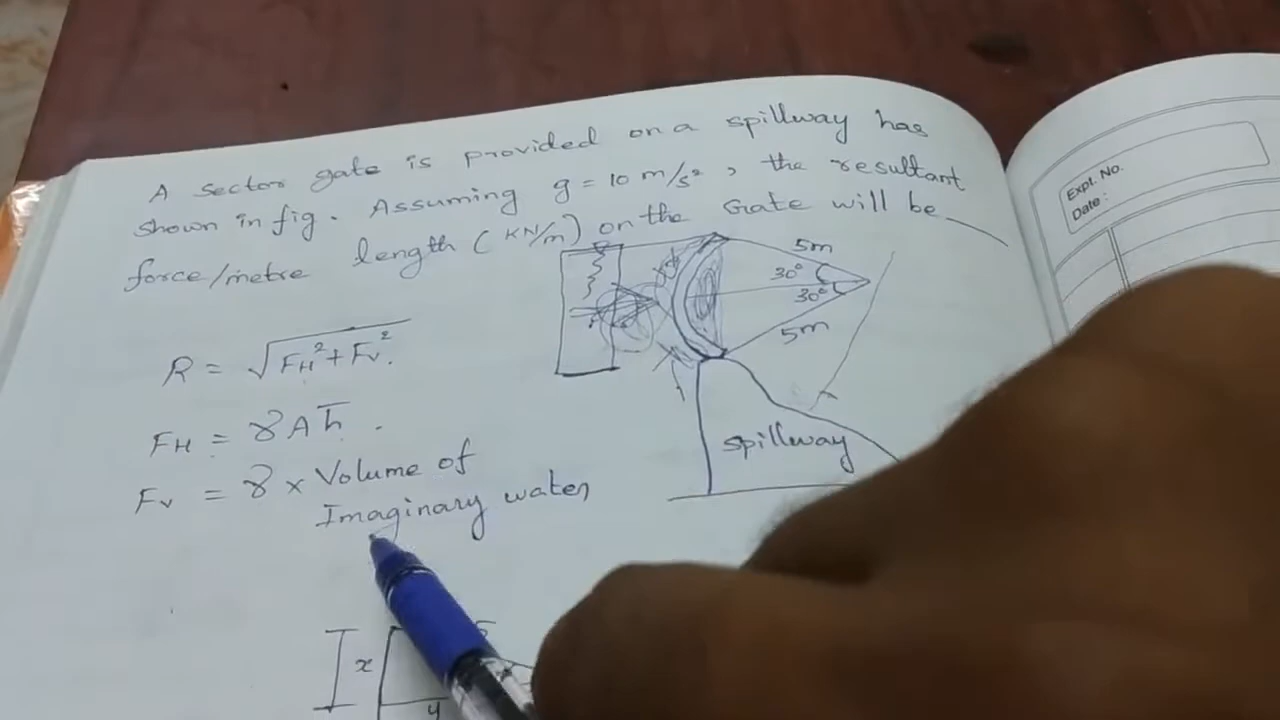 A sector gate is provided on a spillway has
shown in fig. Assuming g = 10 m/s², the resultant
force/metre length (KN/m) on the Gate will be
5m
30°
30°
5m
R = √FH² + Fv².
FH = γAh̄.
Fv = γ × Volume of
Imaginary water
spillway
x
y
Expl. No.
Date :